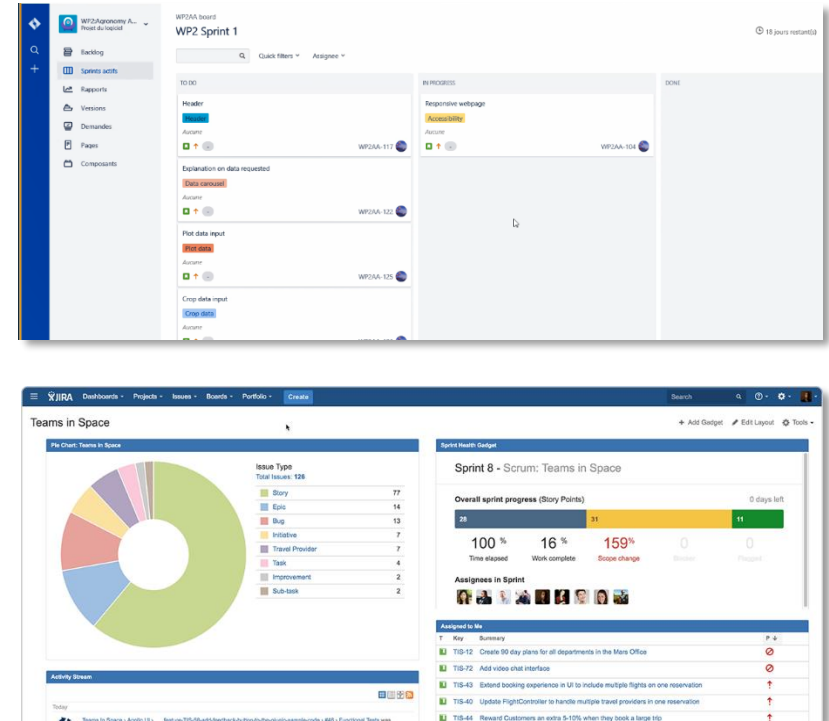 WP2:Agronomy A...
Projet du logiciel
Backlog
Sprints actifs
Rapports
Versions
Demandes
Pages
Composants
WP2AA board
WP2 Sprint 1
18 jours restant(s)
Quick filters
Assignee
TO DO
IN PROGRESS
DONE
Header
Header
Aucune
WP2AA-117
Responsive webpage
Accessibility
Aucune
WP2AA-104
Explanation on data requested
Data carousel
Aucune
WP2AA-122
Plot data input
Plot data
Aucune
WP2AA-125
Crop data input
Crop data
Aucune
JIRA Dashboards Projects Issues Boards Portfolio Create Search
Teams in Space
+ Add Gadget Edit Layout Tools
Pie Chart: Teams in Space
Issue Type
Total Issues: 126
Story 77
Epic 14
Bug 13
Initiative 7
Travel Provider 7
Task 4
Improvement 2
Sub-task 2
Sprint Health Gadget
Sprint 8 - Scrum: Teams in Space
Overall sprint progress (Story Points) 0 days left
28 31 11
100 % 16 % 159% 0 0
Time elapsed Work complete Scope change Blocker Flagged
Assignees in Sprint
Assigned to Me
T Key Summary P
TIS-12 Create 90 day plans for all departments in the Mars Office
TIS-72 Add video chat interface
TIS-43 Extend booking experience in UI to include multiple flights on one reservation
TIS-40 Update FlightController to handle multiple travel providers in one reservation
TIS-44 Reward Customers an extra 5-10% when they book a large trip
Activity Stream
Today